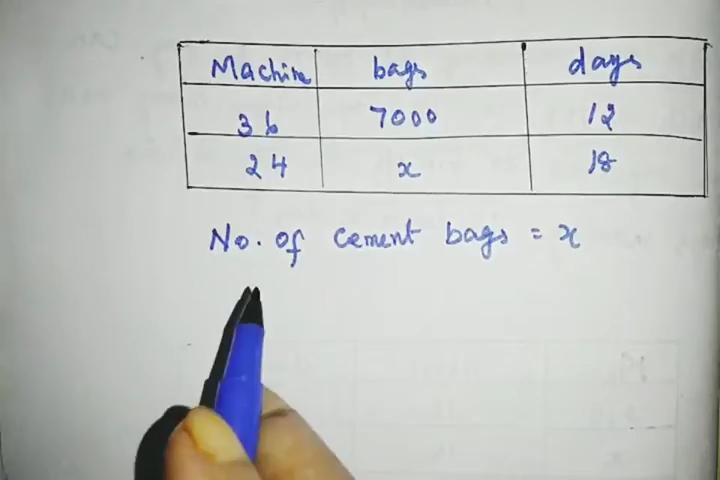 Machine bags days
36 7000 12
24 x 18
No. of cement bags = x